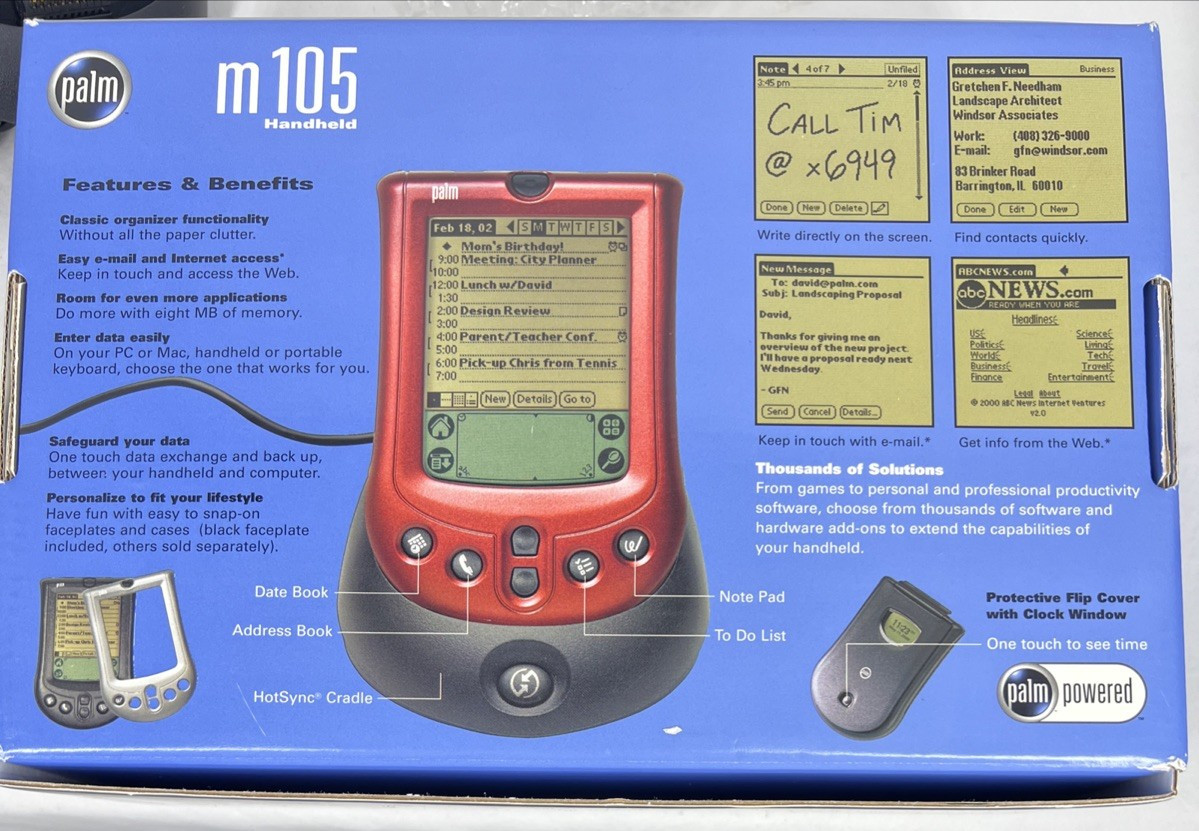 palm
m105
Handheld
Features & Benefits
Classic organizer functionality
Without all the paper clutter.
Easy e-mail and Internet access*
Keep in touch and access the Web.
Room for even more applications
Do more with eight MB of memory.
Enter data easily
On your PC or Mac, handheld or portable
keyboard, choose the one that works for you.
Safeguard your data
One touch data exchange and back up,
between your handheld and computer.
Personalize to fit your lifestyle
Have fun with easy to snap-on
faceplates and cases (black faceplate
included, others sold separately).
palm
Feb 18, 02 S M T W T F S
Mom's Birthday!
9:00 Meeting: City Planner
10:00
12:00 Lunch w/David
1:30
2:00 Design Review
3:00
4:00 Parent/Teacher Conf.
5:00
6:00 Pick-up Chris from Tennis
7:00
New Details Go to
Date Book
Address Book
HotSync® Cradle
Note Pad
To Do List
Note 4 of 7 Unfiled
3:45 pm 2/18
CALL TIM
@ x6949
Done New Delete
Write directly on the screen.
Address View Business
Gretchen F. Needham
Landscape Architect
Windsor Associates
Work: (408) 326-9000
E-mail: gfn@windsor.com
83 Brinker Road
Barrington, IL 60010
Done Edit New
Find contacts quickly.
New Message
To: david@palm.com
Subj: Landscaping Proposal
David,
Thanks for giving me an
overview of the new project.
I'll have a proposal ready next
Wednesday.
- GFN
Send Cancel Details...
Keep in touch with e-mail.*
ABCNEWS.com
abc NEWS.com
READY WHEN YOU ARE
Headlines
US Science
Politics Living
World Tech
Business Travel
Finance Entertainment
Legal About
© 2000 ABC News Internet Ventures
v2.0
Get info from the Web.*
Thousands of Solutions
From games to personal and professional productivity
software, choose from thousands of software and
hardware add-ons to extend the capabilities of
your handheld.
Protective Flip Cover
with Clock Window
One touch to see time
palm powered